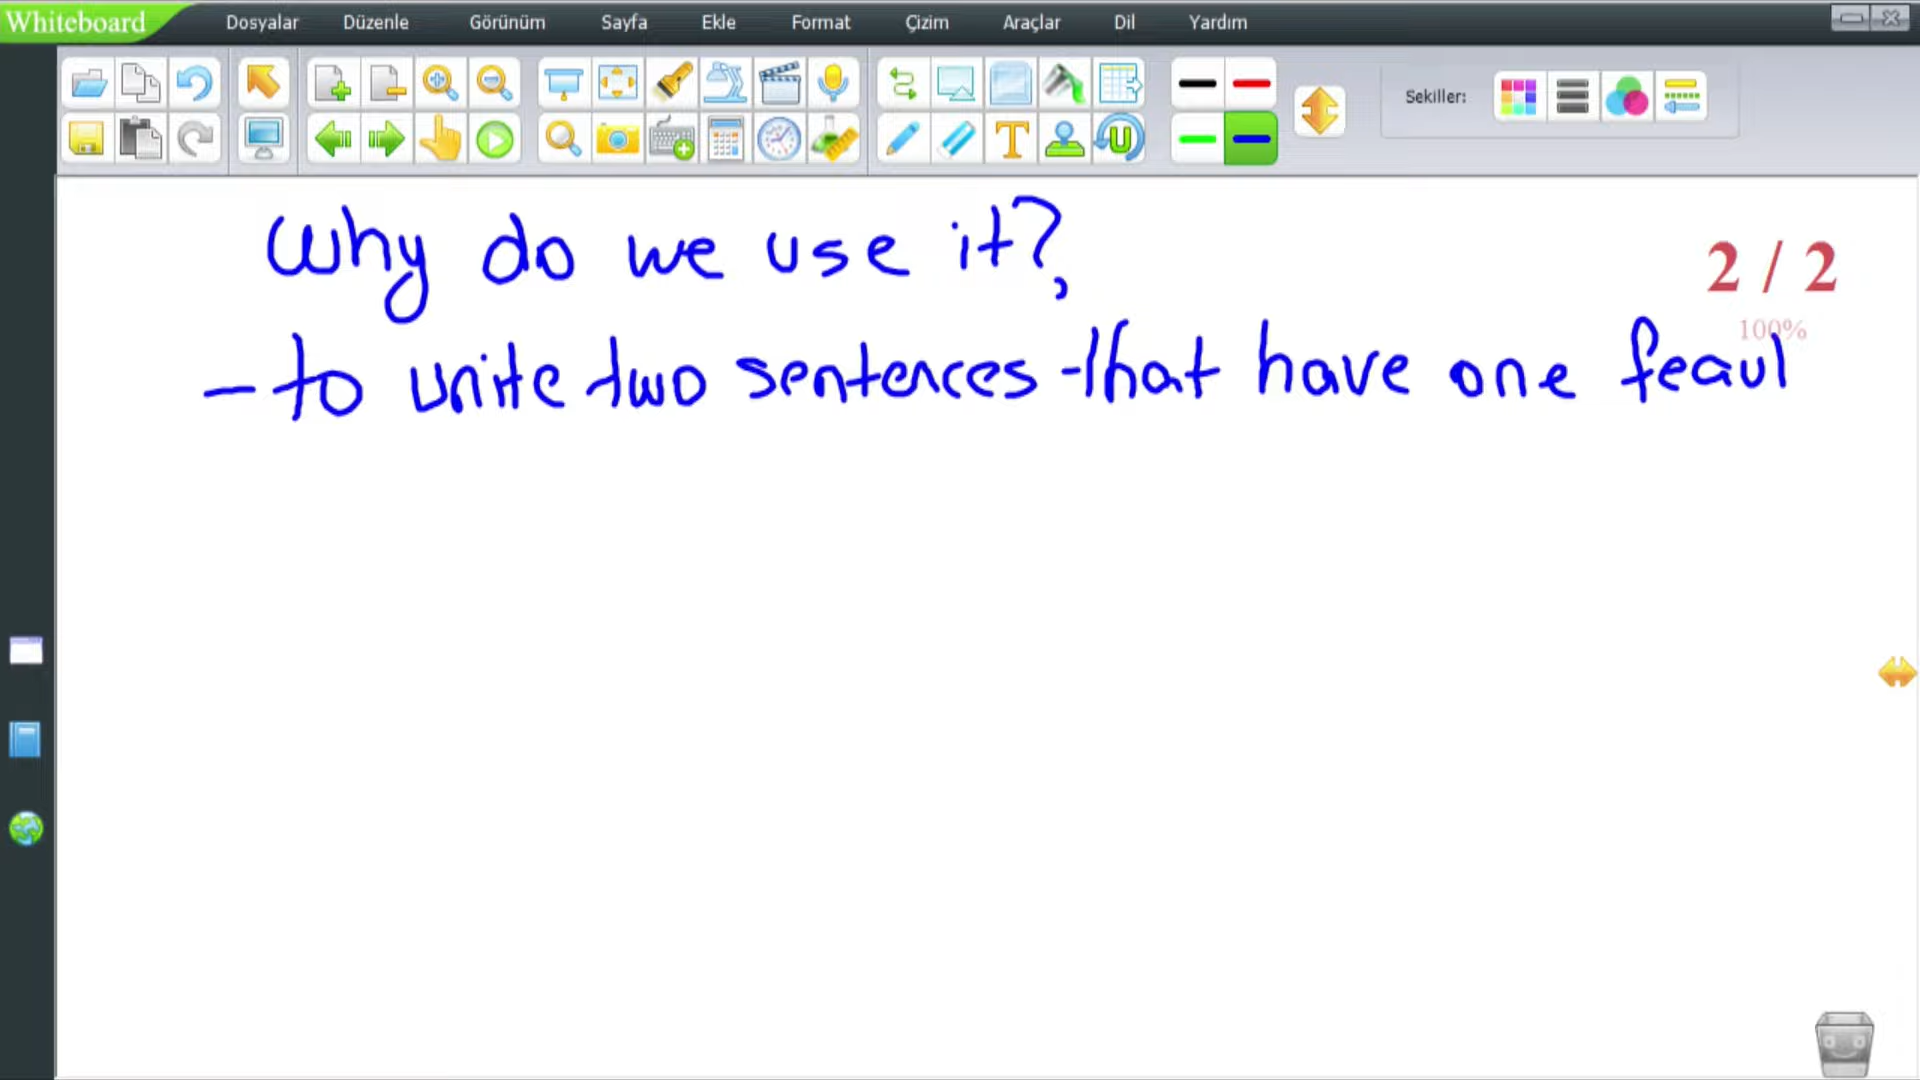 Whiteboard Dosyalar Düzenle Görünüm Sayfa Ekle Format Çizim Araçlar Dil Yardım
Sekiller:
Why do we use it?
2 / 2
100%
- to write two sentences that have one feaul